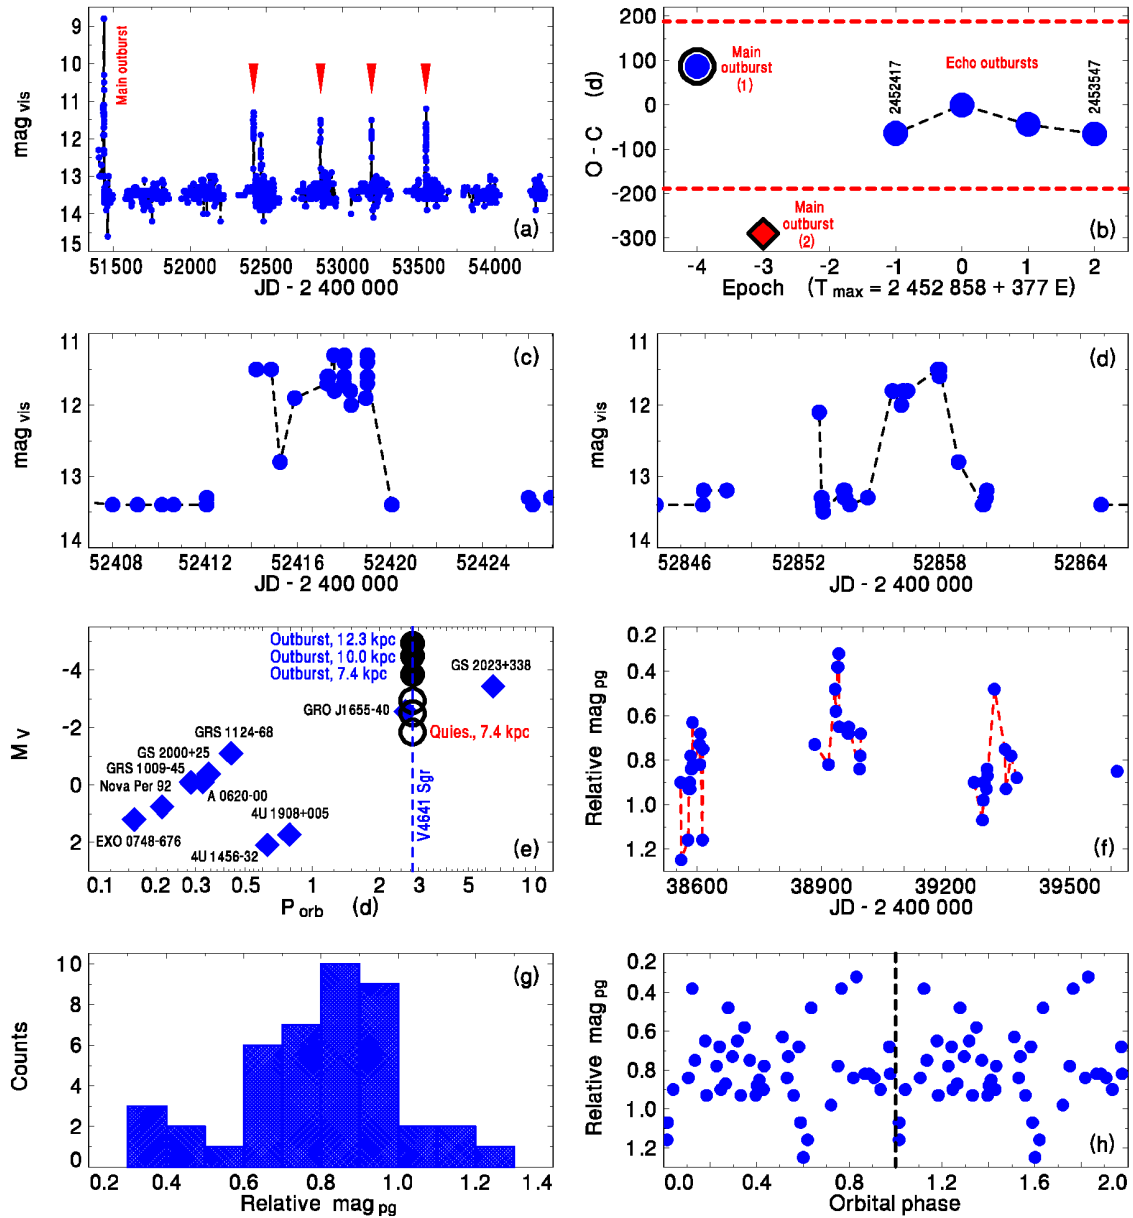 9
10
11
12
13
14
15
mag vis
Main outburst
(a)
51500 52000 52500 53000 53500 54000
JD - 2 400 000
200
100
0
-100
-200
-300
O - C (d)
Main
outburst
(1)
Echo outbursts
2452417
2453547
Main
outburst
(2)
(b)
-4 -3 -2 -1 0 1 2
Epoch (T max = 2 452 858 + 377 E)
11
12
13
14
mag vis
(c)
52408 52412 52416 52420 52424
JD - 2 400 000
11
12
13
14
mag vis
(d)
52846 52852 52858 52864
JD - 2 400 000
-4
-2
0
2
M v
Outburst, 12.3 kpc
Outburst, 10.0 kpc
Outburst, 7.4 kpc
GS 2023+338
GRO J1655-40
Quies., 7.4 kpc
GRS 1124-68
GS 2000+25
GRS 1009-45
Nova Per 92
A 0620-00
4U 1908+005
EXO 0748-676
4U 1456-32
V4641 Sgr
(e)
0.1 0.2 0.3 1 2 3 10
P orb (d)
0.2
0.4
0.6
0.8
1.0
1.2
Relative mag pg
(f)
38600 38900 39200 39500
JD - 2 400 000
10
8
6
4
2
0
Counts
(g)
0.2 0.4 0.6 0.8 1.0 1.2 1.4
Relative mag pg
0.2
0.4
0.6
0.8
1.0
1.2
Relative mag pg
(h)
0.0 0.4 0.8 1.2 1.6 2.0
Orbital phase